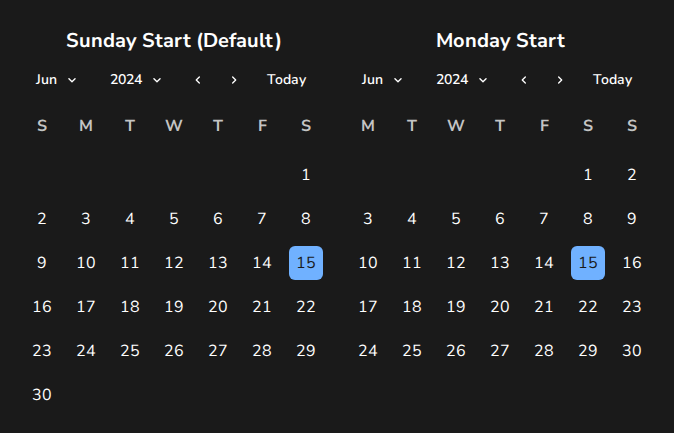 Sunday Start (Default)
Jun 2024 Today
S M T W T F S
1
2 3 4 5 6 7 8
9 10 11 12 13 14 15
16 17 18 19 20 21 22
23 24 25 26 27 28 29
30
Monday Start
Jun 2024 Today
M T W T F S S
1 2
3 4 5 6 7 8 9
10 11 12 13 14 15 16
17 18 19 20 21 22 23
24 25 26 27 28 29 30